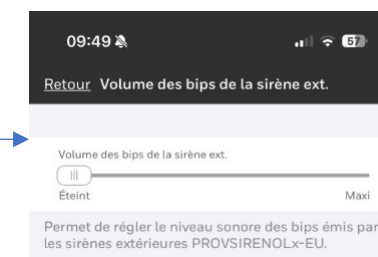 09:49 57
Retour Volume des bips de la sirène ext.
Volume des bips de la sirène ext.
Éteint Maxi
Permet de régler le niveau sonore des bips émis par
les sirènes extérieures PROVSIRENOLx-EU.